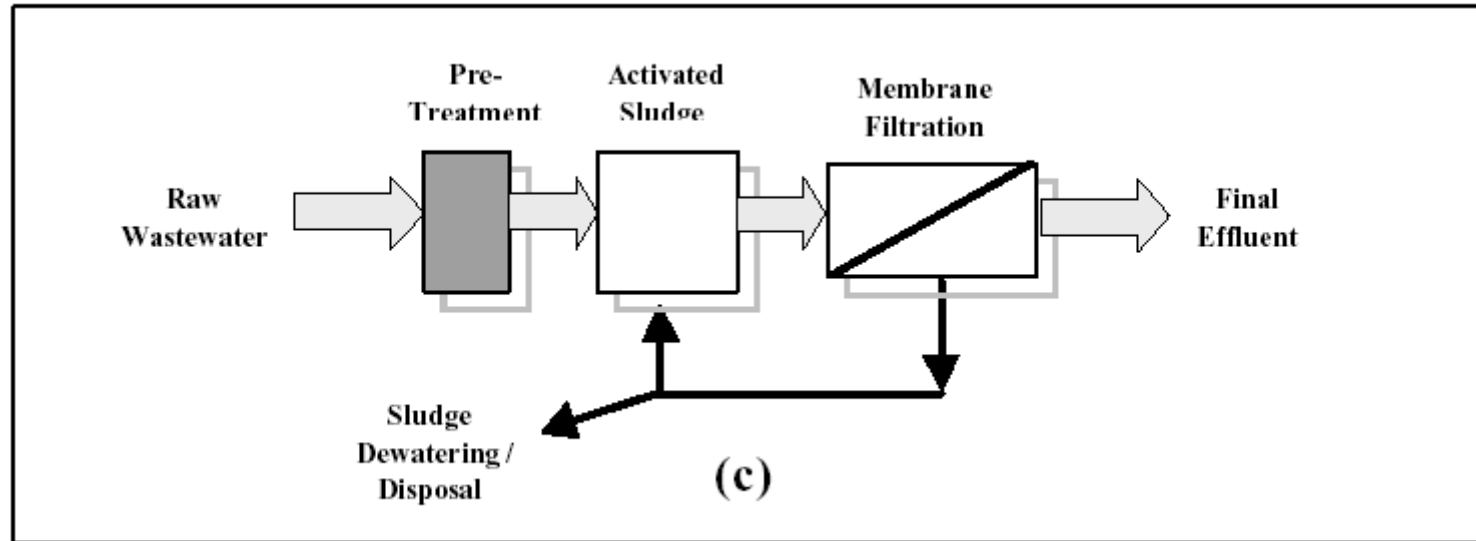 Pre-
Treatment
Activated
Sludge
Membrane
Filtration
Raw
Wastewater
Final
Effluent
Sludge
Dewatering /
Disposal
(c)